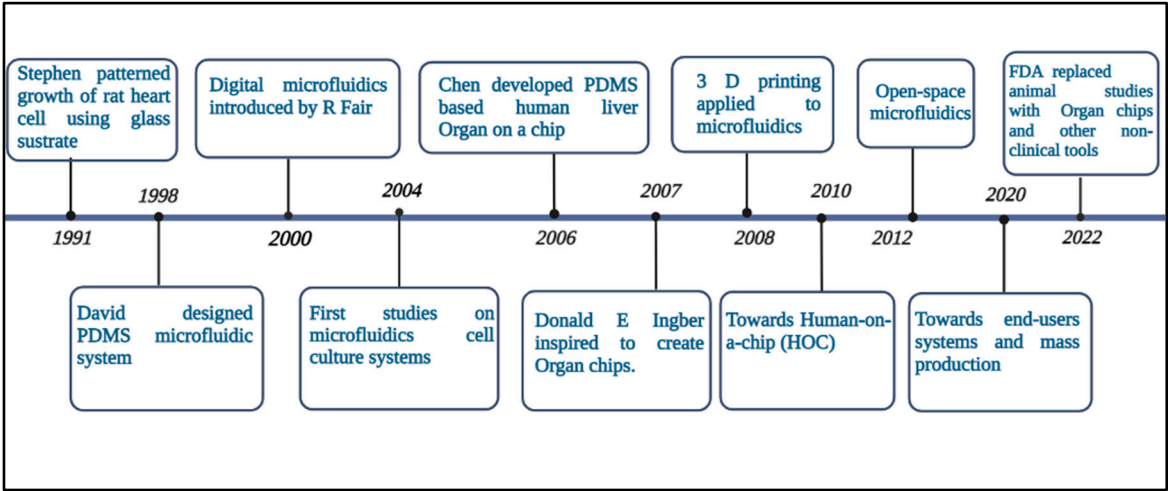 Stephen patterned
growth of rat heart
cell using glass
sustrate
Digital microfluidics
introduced by R Fair
Chen developed PDMS
based human liver
Organ on a chip
3 D printing
applied to
microfluidics
Open-space
microfluidics
FDA replaced
animal studies
with Organ chips
and other non-
clinical tools
1998
2004
2007
2010
2020
1991
2000
2006
2008
2012
2022
David designed
PDMS microfluidic
system
First studies on
microfluidics cell
culture systems
Donald E Ingber
inspired to create
Organ chips.
Towards Human-on-
a-chip (HOC)
Towards end-users
systems and mass
production